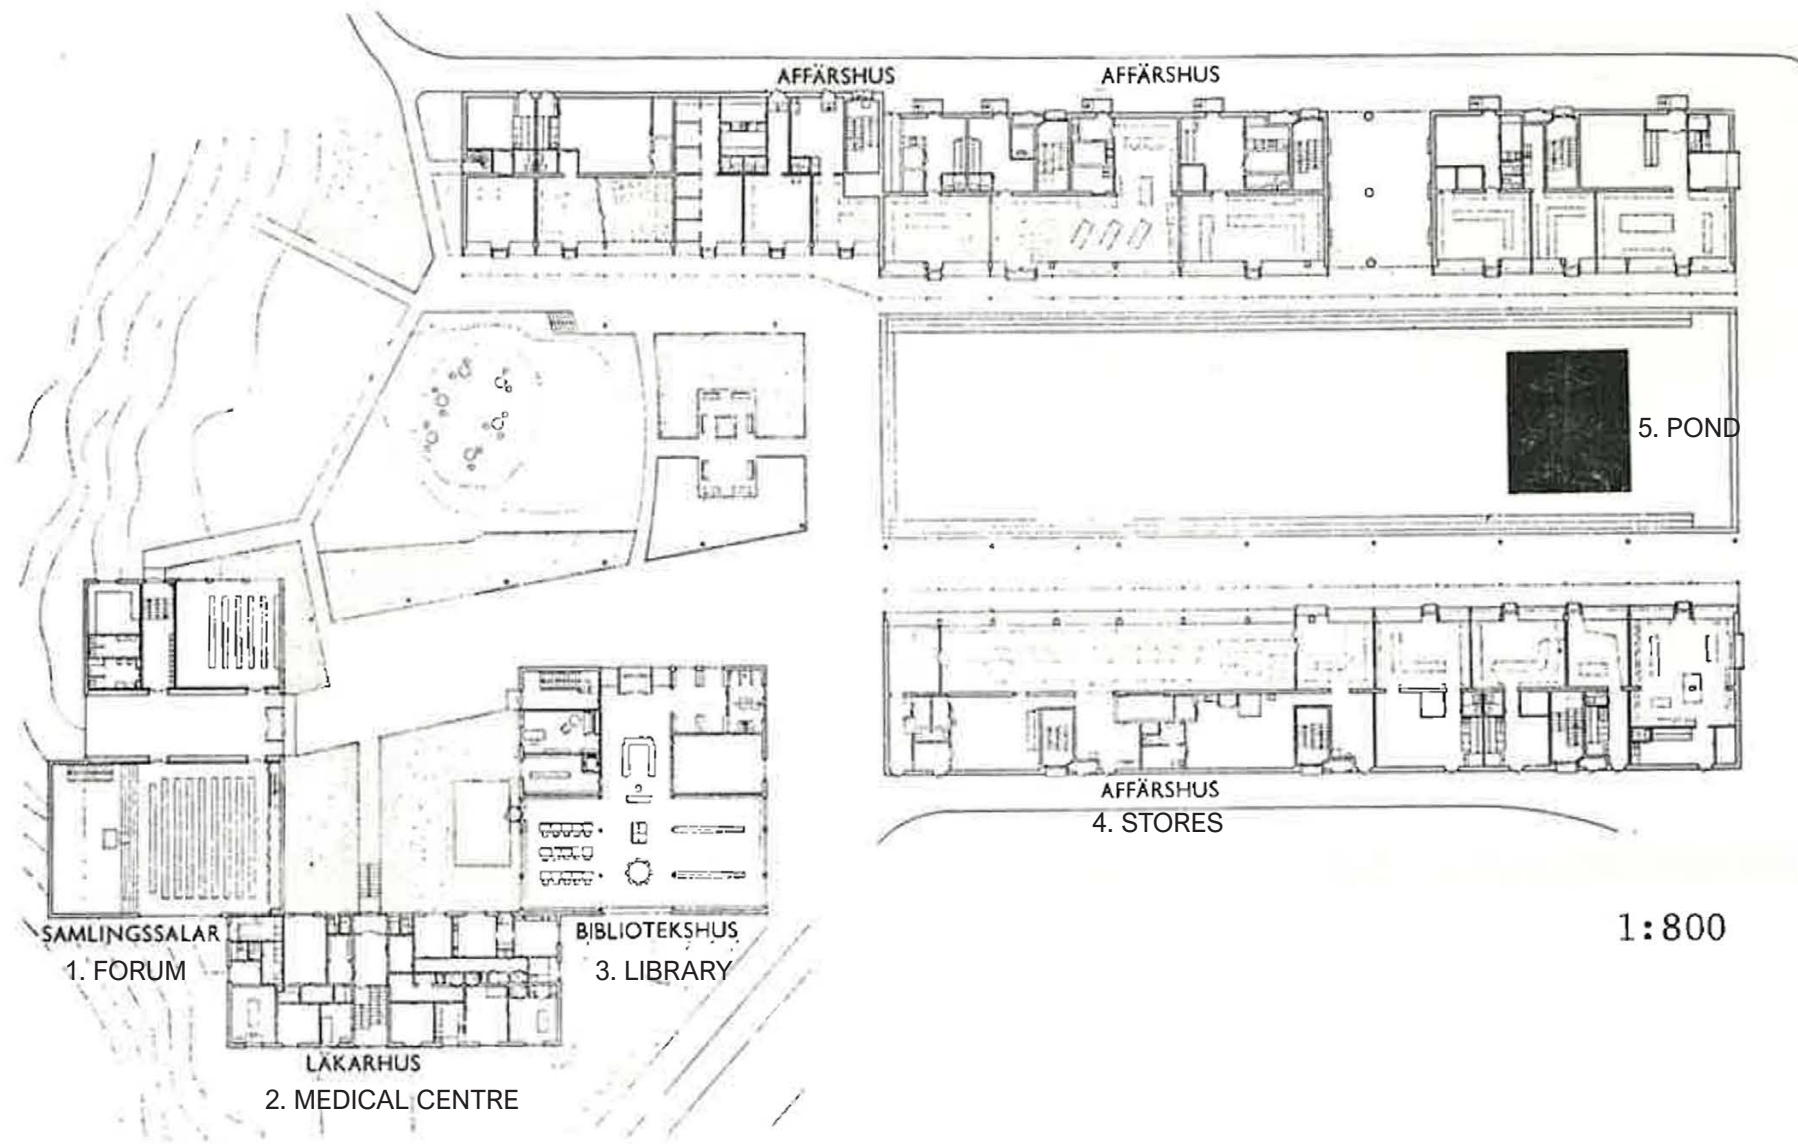 AFFÄRSHUS
AFFÄRSHUS
5. POND
AFFÄRSHUS
4. STORES
SAMLINGSSALAR
1. FORUM
BIBLIOTEKSHUS
3. LIBRARY
1:800
LÄKARHUS
2. MEDICAL CENTRE